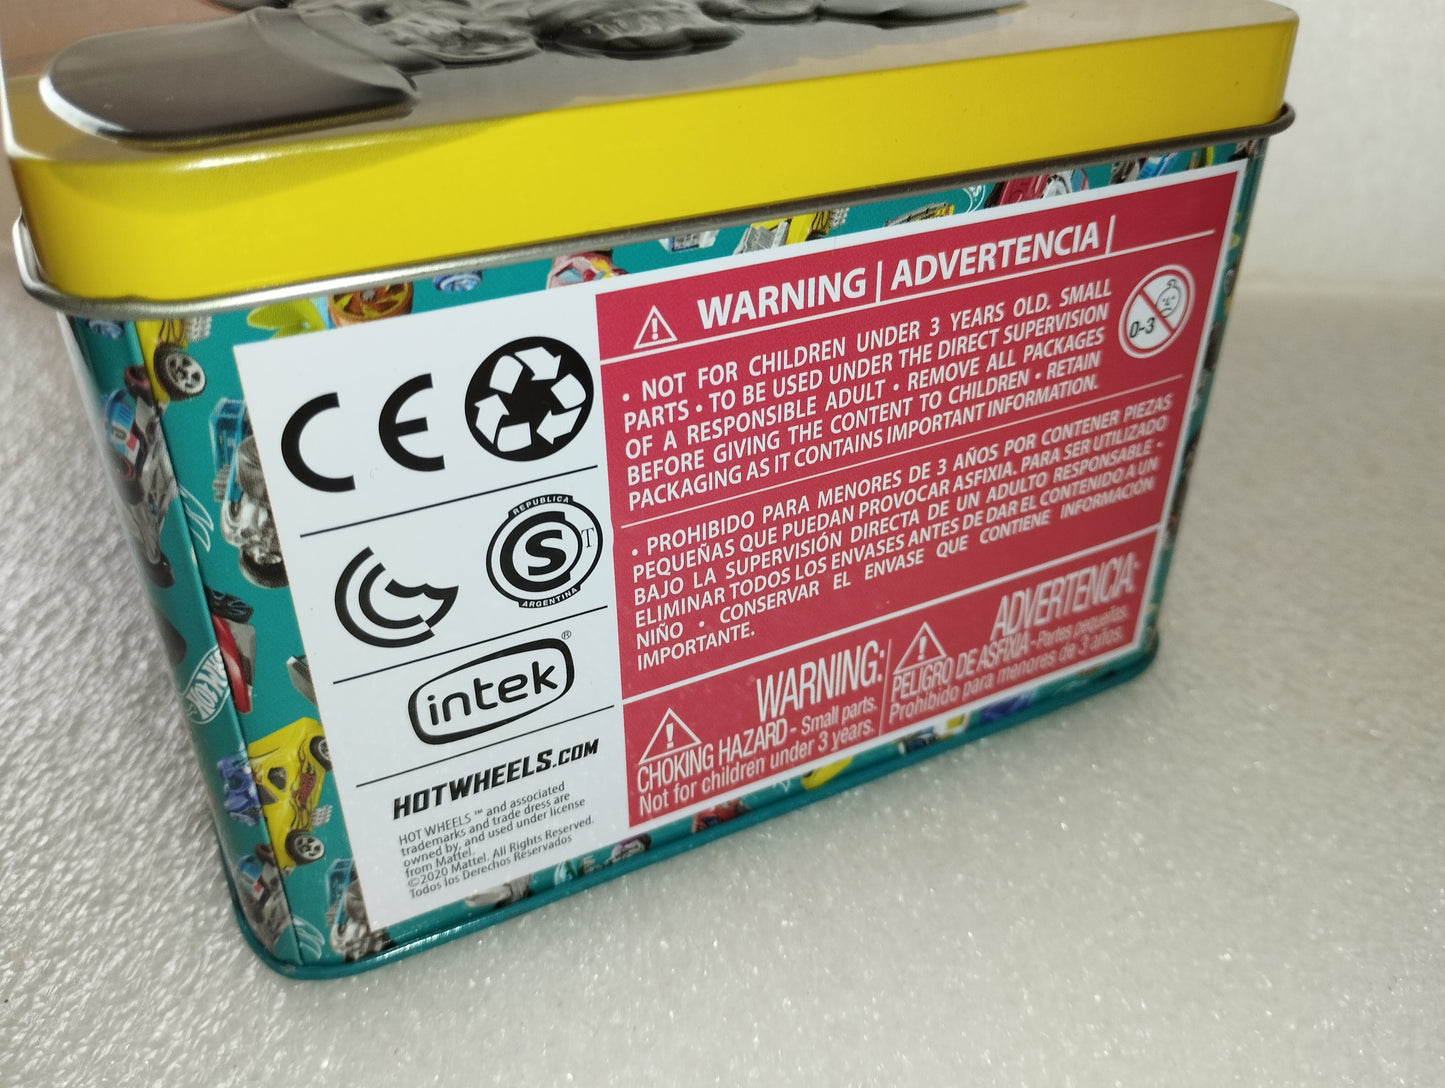 WARNING | ADVERTENCIA |
• NOT FOR CHILDREN UNDER 3 YEARS OLD. SMALL
PARTS • TO BE USED UNDER THE DIRECT SUPERVISION
OF A RESPONSIBLE ADULT • REMOVE ALL PACKAGES
BEFORE GIVING THE CONTENT TO CHILDREN • RETAIN
PACKAGING AS IT CONTAINS IMPORTANT INFORMATION.
0-3
• PROHIBIDO PARA MENORES DE 3 AÑOS POR CONTENER PIEZAS
PEQUEÑAS QUE PUEDAN PROVOCAR ASFIXIA. PARA SER UTILIZADO
BAJO LA SUPERVISIÓN DIRECTA DE UN ADULTO RESPONSABLE •
ELIMINAR TODOS LOS ENVASES ANTES DE DAR EL CONTENIDO A UN
NIÑO • CONSERVAR EL ENVASE QUE CONTIENE INFORMACIÓN
IMPORTANTE.
WARNING:
CHOKING HAZARD - Small parts.
Not for children under 3 years.
ADVERTENCIA:
PELIGRO DE ASFIXIA - Partes pequeñas.
Prohibido para menores de 3 años.
CE
REPUBLICA
S
T
ARGENTINA
intek®
HOTWHEELS.COM
HOT WHEELS ™ and associated
trademarks and trade dress are
owned by, and used under license
from Mattel.
©2020 Mattel. All Rights Reserved.
Todos los Derechos Reservados